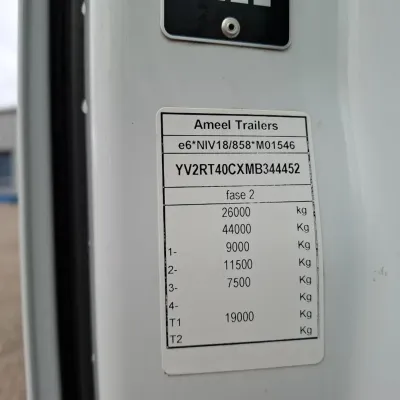 Ameel Trailers
e6*NIV18/858*M01546
YV2RT40CXMB344452
fase 2
26000 kg
44000 Kg
1- 9000 Kg
2- 11500 Kg
3- 7500 Kg
4- Kg
T1 19000 Kg
T2 Kg